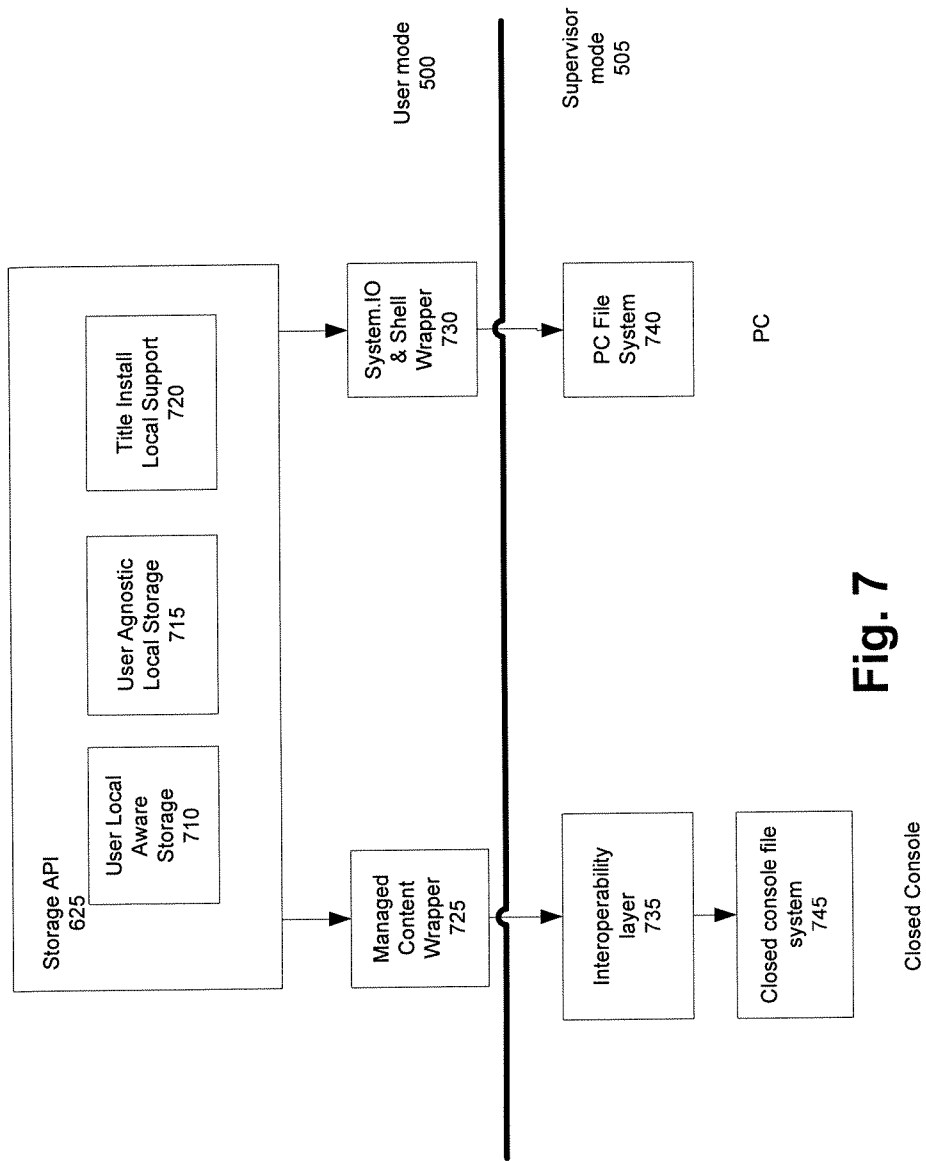 Storage API
625
User Local
Aware
Storage
710
User Agnostic
Local Storage
715
Title Install
Local Support
720
Managed
Content
Wrapper
725
System.IO
& Shell
Wrapper
730
User mode
500
Supervisor
mode
505
Interoperability
layer
735
PC File
System
740
Closed console file
system
745
Closed Console
PC
Fig. 7